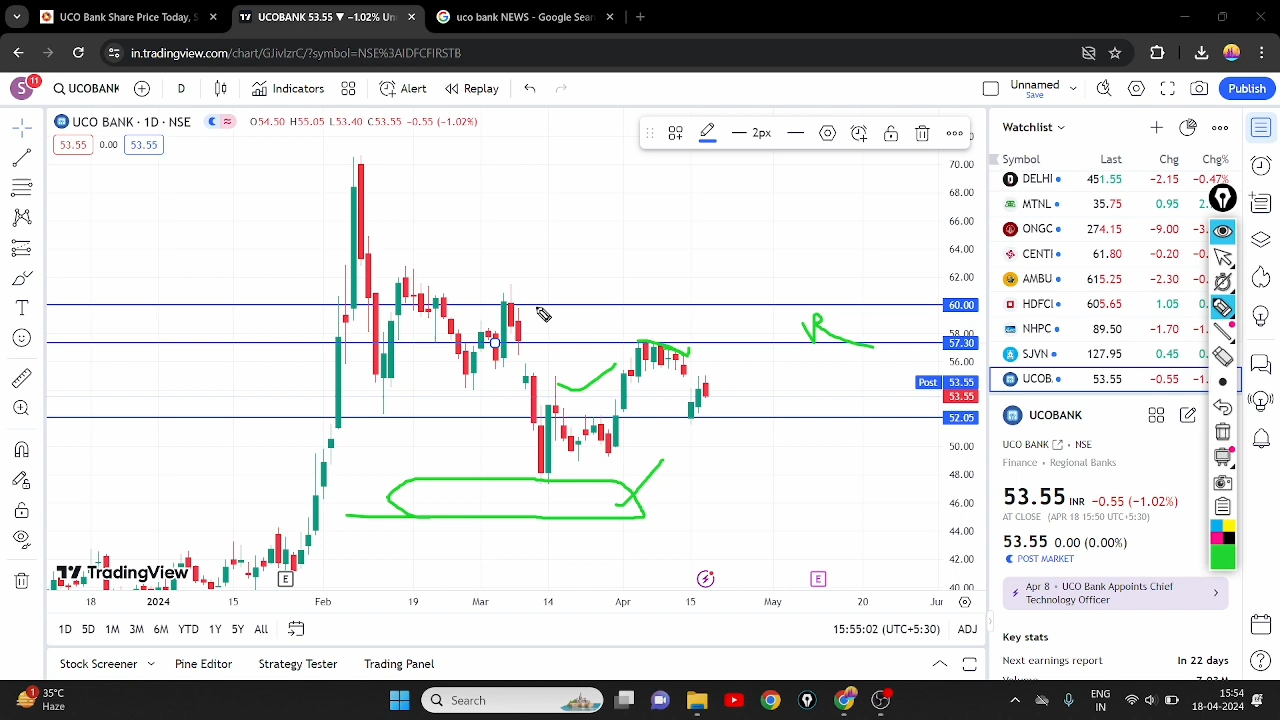 UCO Bank Share Price Today, S
UCOBANK 53.55 ▼ −1.02% Un
uco bank NEWS - Google Sear
in.tradingview.com/chart/GJivIzrC/?symbol=NSE%3AIDFCFIRSTB
S
11
UCOBANK
D
Indicators
Alert
Replay
Unnamed
Save
Publish
UCO BANK · 1D · NSE
O54.50 H55.05 L53.40 C53.55 −0.55 (−1.02%)
53.55 0.00 53.55
2px
R
70.00
68.00
66.00
64.00
62.00
60.00
58.00
57.30
56.00
Post 53.55
53.55
52.05
50.00
48.00
46.00
44.00
42.00
40.00
TradingView
E
E
18 2024 15 Feb 19 Mar 14 Apr 15 May 20 Jun
1D 5D 1M 3M 6M YTD 1Y 5Y All
15:55:02 (UTC+5:30) ADJ
Stock Screener Pine Editor Strategy Tester Trading Panel
Watchlist
Symbol Last Chg Chg%
DELHI 451.55 −2.15 −0.47%
MTNL 35.75 0.95 2.
ONGC 274.15 −9.00 −3.
CENTI 61.80 −0.20 −0.
AMBU 615.25 −2.30 −0.
HDFCL 605.65 1.05 0.
NHPC 89.50 −1.70 −1.
SJVN 127.95 0.45 0.
UCOB. 53.55 −0.55 −1.
UCOBANK
UCO BANK · NSE
Finance • Regional Banks
53.55 INR −0.55 (−1.02%)
AT CLOSE (APR 18 15:50 UTC+5:30)
53.55 0.00 (0.00%)
POST MARKET
Apr 8 • UCO Bank Appoints Chief
Technology Officer
Key stats
Next earnings report In 22 days
1
35°C
Haze
Search
ENG
IN
15:54
18-04-2024